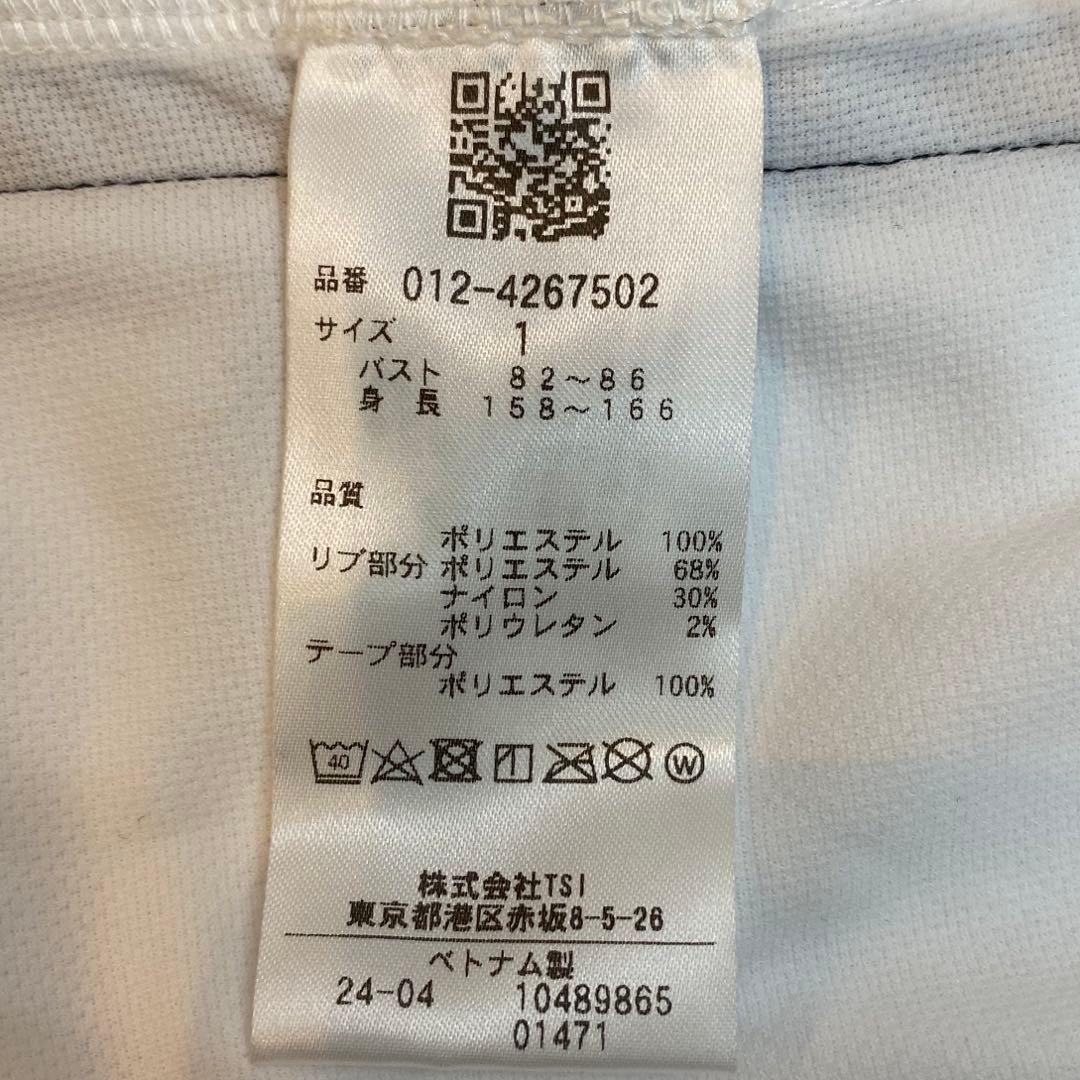 品番 012-4267502
サイズ 1
バスト 82～86
身長 158～166
品質
ポリエステル 100%
リブ部分 ポリエステル 68%
ナイロン 30%
ポリウレタン 2%
テープ部分
ポリエステル 100%
40 W
株式会社TSI
東京都港区赤坂8-5-26
ベトナム製
24-04 10489865
01471